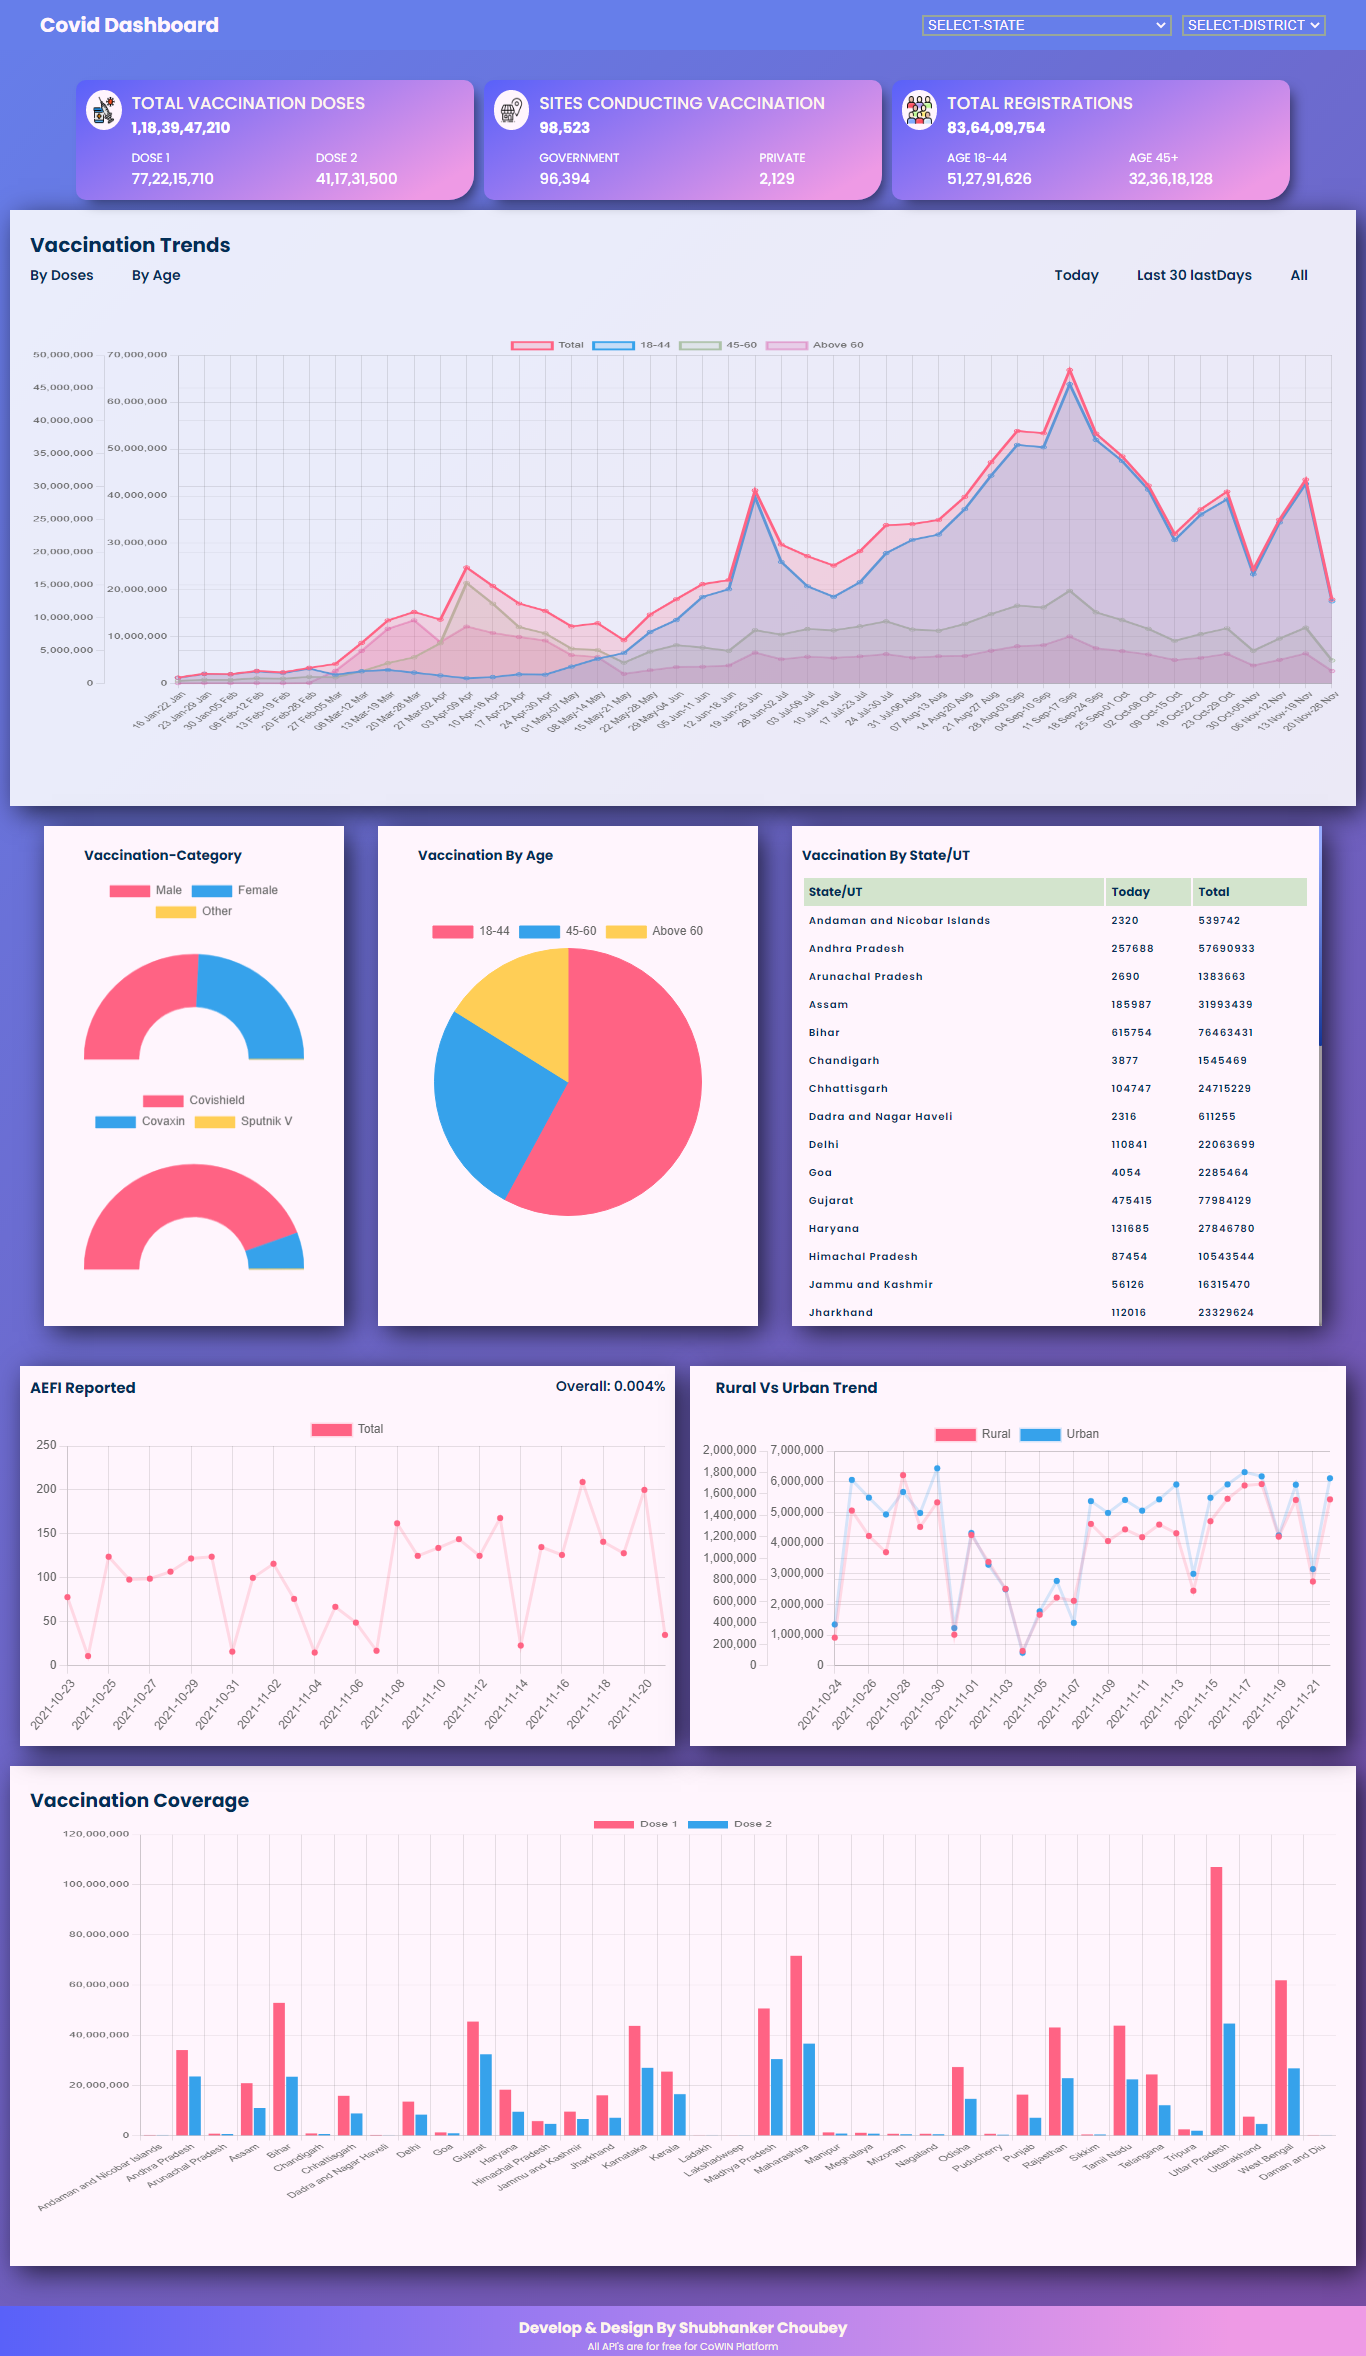 Covid Dashboard
SELECT-STATE SELECT-DISTRICT
TOTAL VACCINATION DOSES
1,18,39,47,210
DOSE 1 DOSE 2
77,22,15,710 41,17,31,500
SITES CONDUCTING VACCINATION
98,523
GOVERNMENT PRIVATE
96,394 2,129
TOTAL REGISTRATIONS
83,64,09,754
AGE 18-44 AGE 45+
51,27,91,626 32,36,18,128
Vaccination Trends
By Doses By Age Today Last 30 lastDays All
Total 18-44 45-60 Above 60
50,000,000
45,000,000
40,000,000
35,000,000
30,000,000
25,000,000
20,000,000
15,000,000
10,000,000
5,000,000
0
70,000,000
60,000,000
50,000,000
40,000,000
30,000,000
20,000,000
10,000,000
0
16 Jan-22 Jan
23 Jan-29 Jan
30 Jan-05 Feb
06 Feb-12 Feb
13 Feb-19 Feb
20 Feb-26 Feb
27 Feb-05 Mar
06 Mar-12 Mar
13 Mar-19 Mar
20 Mar-26 Mar
27 Mar-02 Apr
03 Apr-09 Apr
10 Apr-16 Apr
17 Apr-23 Apr
24 Apr-30 Apr
01 May-07 May
08 May-14 May
15 May-21 May
22 May-28 May
29 May-04 Jun
05 Jun-11 Jun
12 Jun-18 Jun
19 Jun-25 Jun
26 Jun-02 Jul
03 Jul-09 Jul
10 Jul-16 Jul
17 Jul-23 Jul
24 Jul-30 Jul
31 Jul-06 Aug
07 Aug-13 Aug
14 Aug-20 Aug
21 Aug-27 Aug
28 Aug-03 Sep
04 Sep-10 Sep
11 Sep-17 Sep
18 Sep-24 Sep
25 Sep-01 Oct
02 Oct-08 Oct
09 Oct-15 Oct
16 Oct-22 Oct
23 Oct-29 Oct
30 Oct-05 Nov
06 Nov-12 Nov
13 Nov-19 Nov
20 Nov-26 Nov
Vaccination-Category
Male Female
Other
Covishield
Covaxin Sputnik V
Vaccination By Age
18-44 45-60 Above 60
Vaccination By State/UT
State/UT Today Total
Andaman and Nicobar Islands 2320 539742
Andhra Pradesh 257688 57690933
Arunachal Pradesh 2690 1383663
Assam 185987 31993439
Bihar 615754 76463431
Chandigarh 3877 1545469
Chhattisgarh 104747 24715229
Dadra and Nagar Haveli 2316 611255
Delhi 110841 22063699
Goa 4054 2285464
Gujarat 475415 77984129
Haryana 131685 27846780
Himachal Pradesh 87454 10543544
Jammu and Kashmir 56126 16315470
Jharkhand 112016 23329624
AEFI Reported Overall: 0.004%
Total
250
200
150
100
50
0
2021-10-23
2021-10-25
2021-10-27
2021-10-29
2021-10-31
2021-11-02
2021-11-04
2021-11-06
2021-11-08
2021-11-10
2021-11-12
2021-11-14
2021-11-16
2021-11-18
2021-11-20
Rural Vs Urban Trend
Rural Urban
2,000,000
1,800,000
1,600,000
1,400,000
1,200,000
1,000,000
800,000
600,000
400,000
200,000
0
7,000,000
6,000,000
5,000,000
4,000,000
3,000,000
2,000,000
1,000,000
0
2021-10-24
2021-10-26
2021-10-28
2021-10-30
2021-11-01
2021-11-03
2021-11-05
2021-11-07
2021-11-09
2021-11-11
2021-11-13
2021-11-15
2021-11-17
2021-11-19
2021-11-21
Vaccination Coverage
Dose 1 Dose 2
120,000,000
100,000,000
80,000,000
60,000,000
40,000,000
20,000,000
0
Andaman and Nicobar Islands
Andhra Pradesh
Arunachal Pradesh
Assam
Bihar
Chandigarh
Chhattisgarh
Dadra and Nagar Haveli
Delhi
Goa
Gujarat
Haryana
Himachal Pradesh
Jammu and Kashmir
Jharkhand
Karnataka
Kerala
Ladakh
Lakshadweep
Madhya Pradesh
Maharashtra
Manipur
Meghalaya
Mizoram
Nagaland
Odisha
Puducherry
Punjab
Rajasthan
Sikkim
Tamil Nadu
Telangana
Tripura
Uttar Pradesh
Uttarakhand
West Bengal
Daman and Diu
Develop & Design By Shubhanker Choubey
All API's are for free for CoWIN Platform